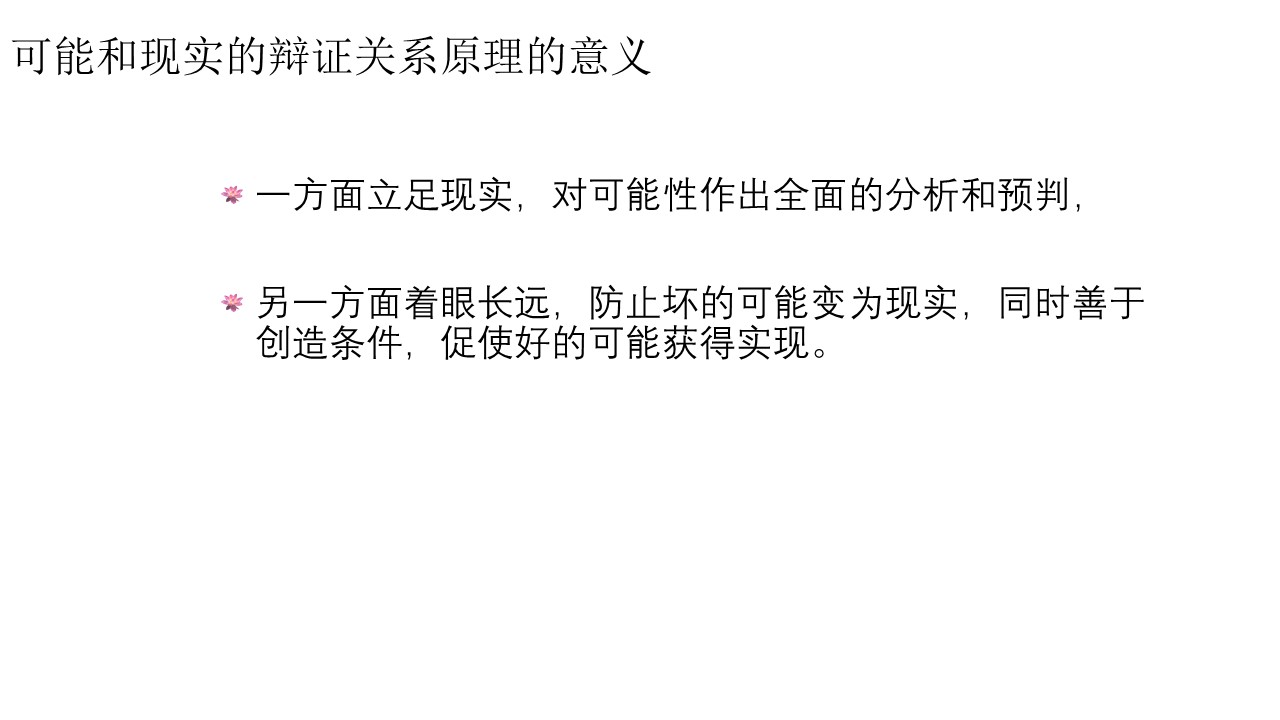 可能和现实的辩证关系原理的意义
一方面立足现实，对可能性作出全面的分析和预判，
另一方面着眼长远，防止坏的可能变为现实，同时善于
创造条件，促使好的可能获得实现。